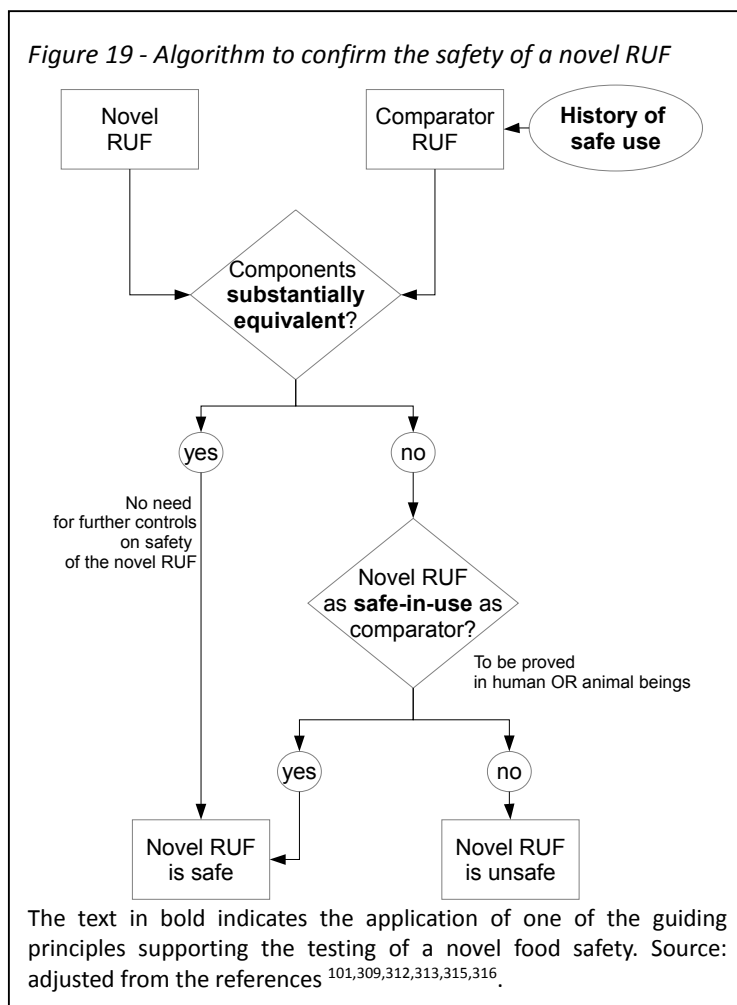 Figure 19 - Algorithm to confirm the safety of a novel RUF
Novel
RUF
Comparator
RUF
History of
safe use
Components
substantially
equivalent?
yes
no
No need
for further controls
on safety
of the novel RUF
Novel RUF
as safe-in-use as
comparator?
To be proved
in human OR animal beings
yes
no
Novel RUF
is safe
Novel RUF
is unsafe
The text in bold indicates the application of one of the guiding
principles supporting the testing of a novel food safety. Source:
adjusted from the references 101,309,312,313,315,316.